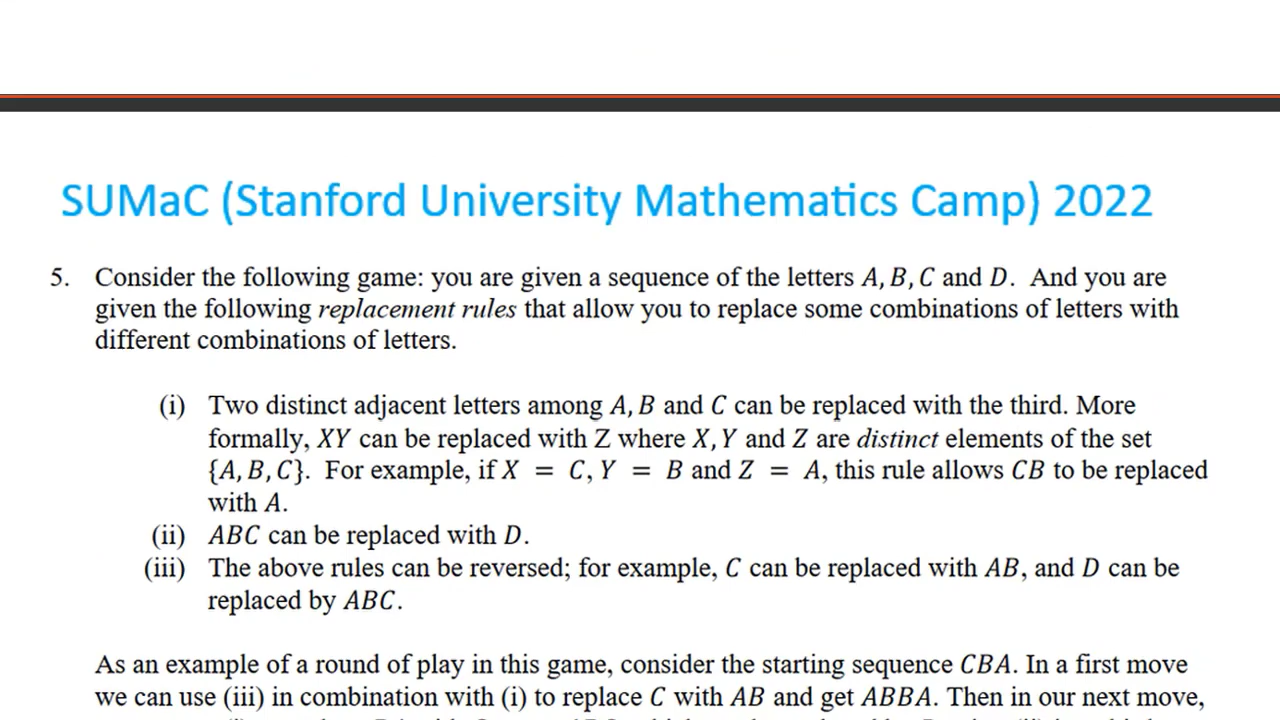 SUMaC (Stanford University Mathematics Camp) 2022
5. Consider the following game: you are given a sequence of the letters A, B, C and D. And you are
given the following replacement rules that allow you to replace some combinations of letters with
different combinations of letters.
(i) Two distinct adjacent letters among A, B and C can be replaced with the third. More
formally, XY can be replaced with Z where X, Y and Z are distinct elements of the set
{A, B, C}. For example, if X = C, Y = B and Z = A, this rule allows CB to be replaced
with A.
(ii) ABC can be replaced with D.
(iii) The above rules can be reversed; for example, C can be replaced with AB, and D can be
replaced by ABC.
As an example of a round of play in this game, consider the starting sequence CBA. In a first move
we can use (iii) in combination with (i) to replace C with AB and get ABBA. Then in our next move,